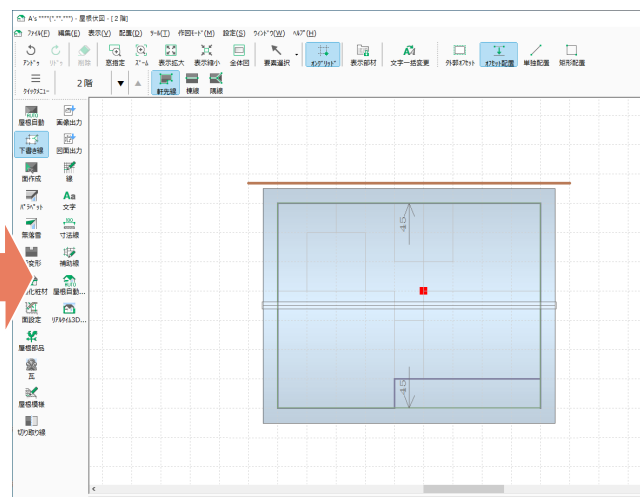 A's ****(*.**.***) - 屋根伏図 - [2 階]
ﾌｧｲﾙ(F) 編集(E) 表示(V) 配置(D) ﾂｰﾙ(T) 作図ﾓｰﾄﾞ(M) 設定(S) ｳｨﾝﾄﾞｳ(W) ﾍﾙﾌﾟ(H)
ｱﾝﾄﾞｩ ﾘﾄﾞｩ 削除 窓指定 ｽﾞｰﾑ 表示拡大 表示縮小 全体図 要素選択 ｵﾝｸﾞﾘｯﾄﾞ 表示部材 文字一括変更 外部ｵﾌｾｯﾄ ｵﾌｾｯﾄ配置 単独配置 矩形配置
ｸｲｯｸﾒﾆｭｰ 2 階 軒先線 棟線 隅線
屋根自動 画像出力
下書き線 図面出力
面作成 線
ﾊﾟﾗﾍﾟｯﾄ Aa 文字
無落雪 寸法線
変形 補助線
化粧材 屋根自動...
面設定 ﾘｱﾙﾀｲﾑ3D...
屋根部品
瓦
屋根模様
切り取り線
4.5
4.5